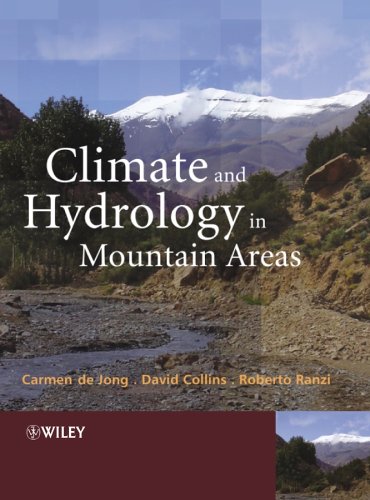 Climate and
Hydrology in
Mountain Areas
Carmen de Jong . David Collins . Roberto Ranzi
WILEY